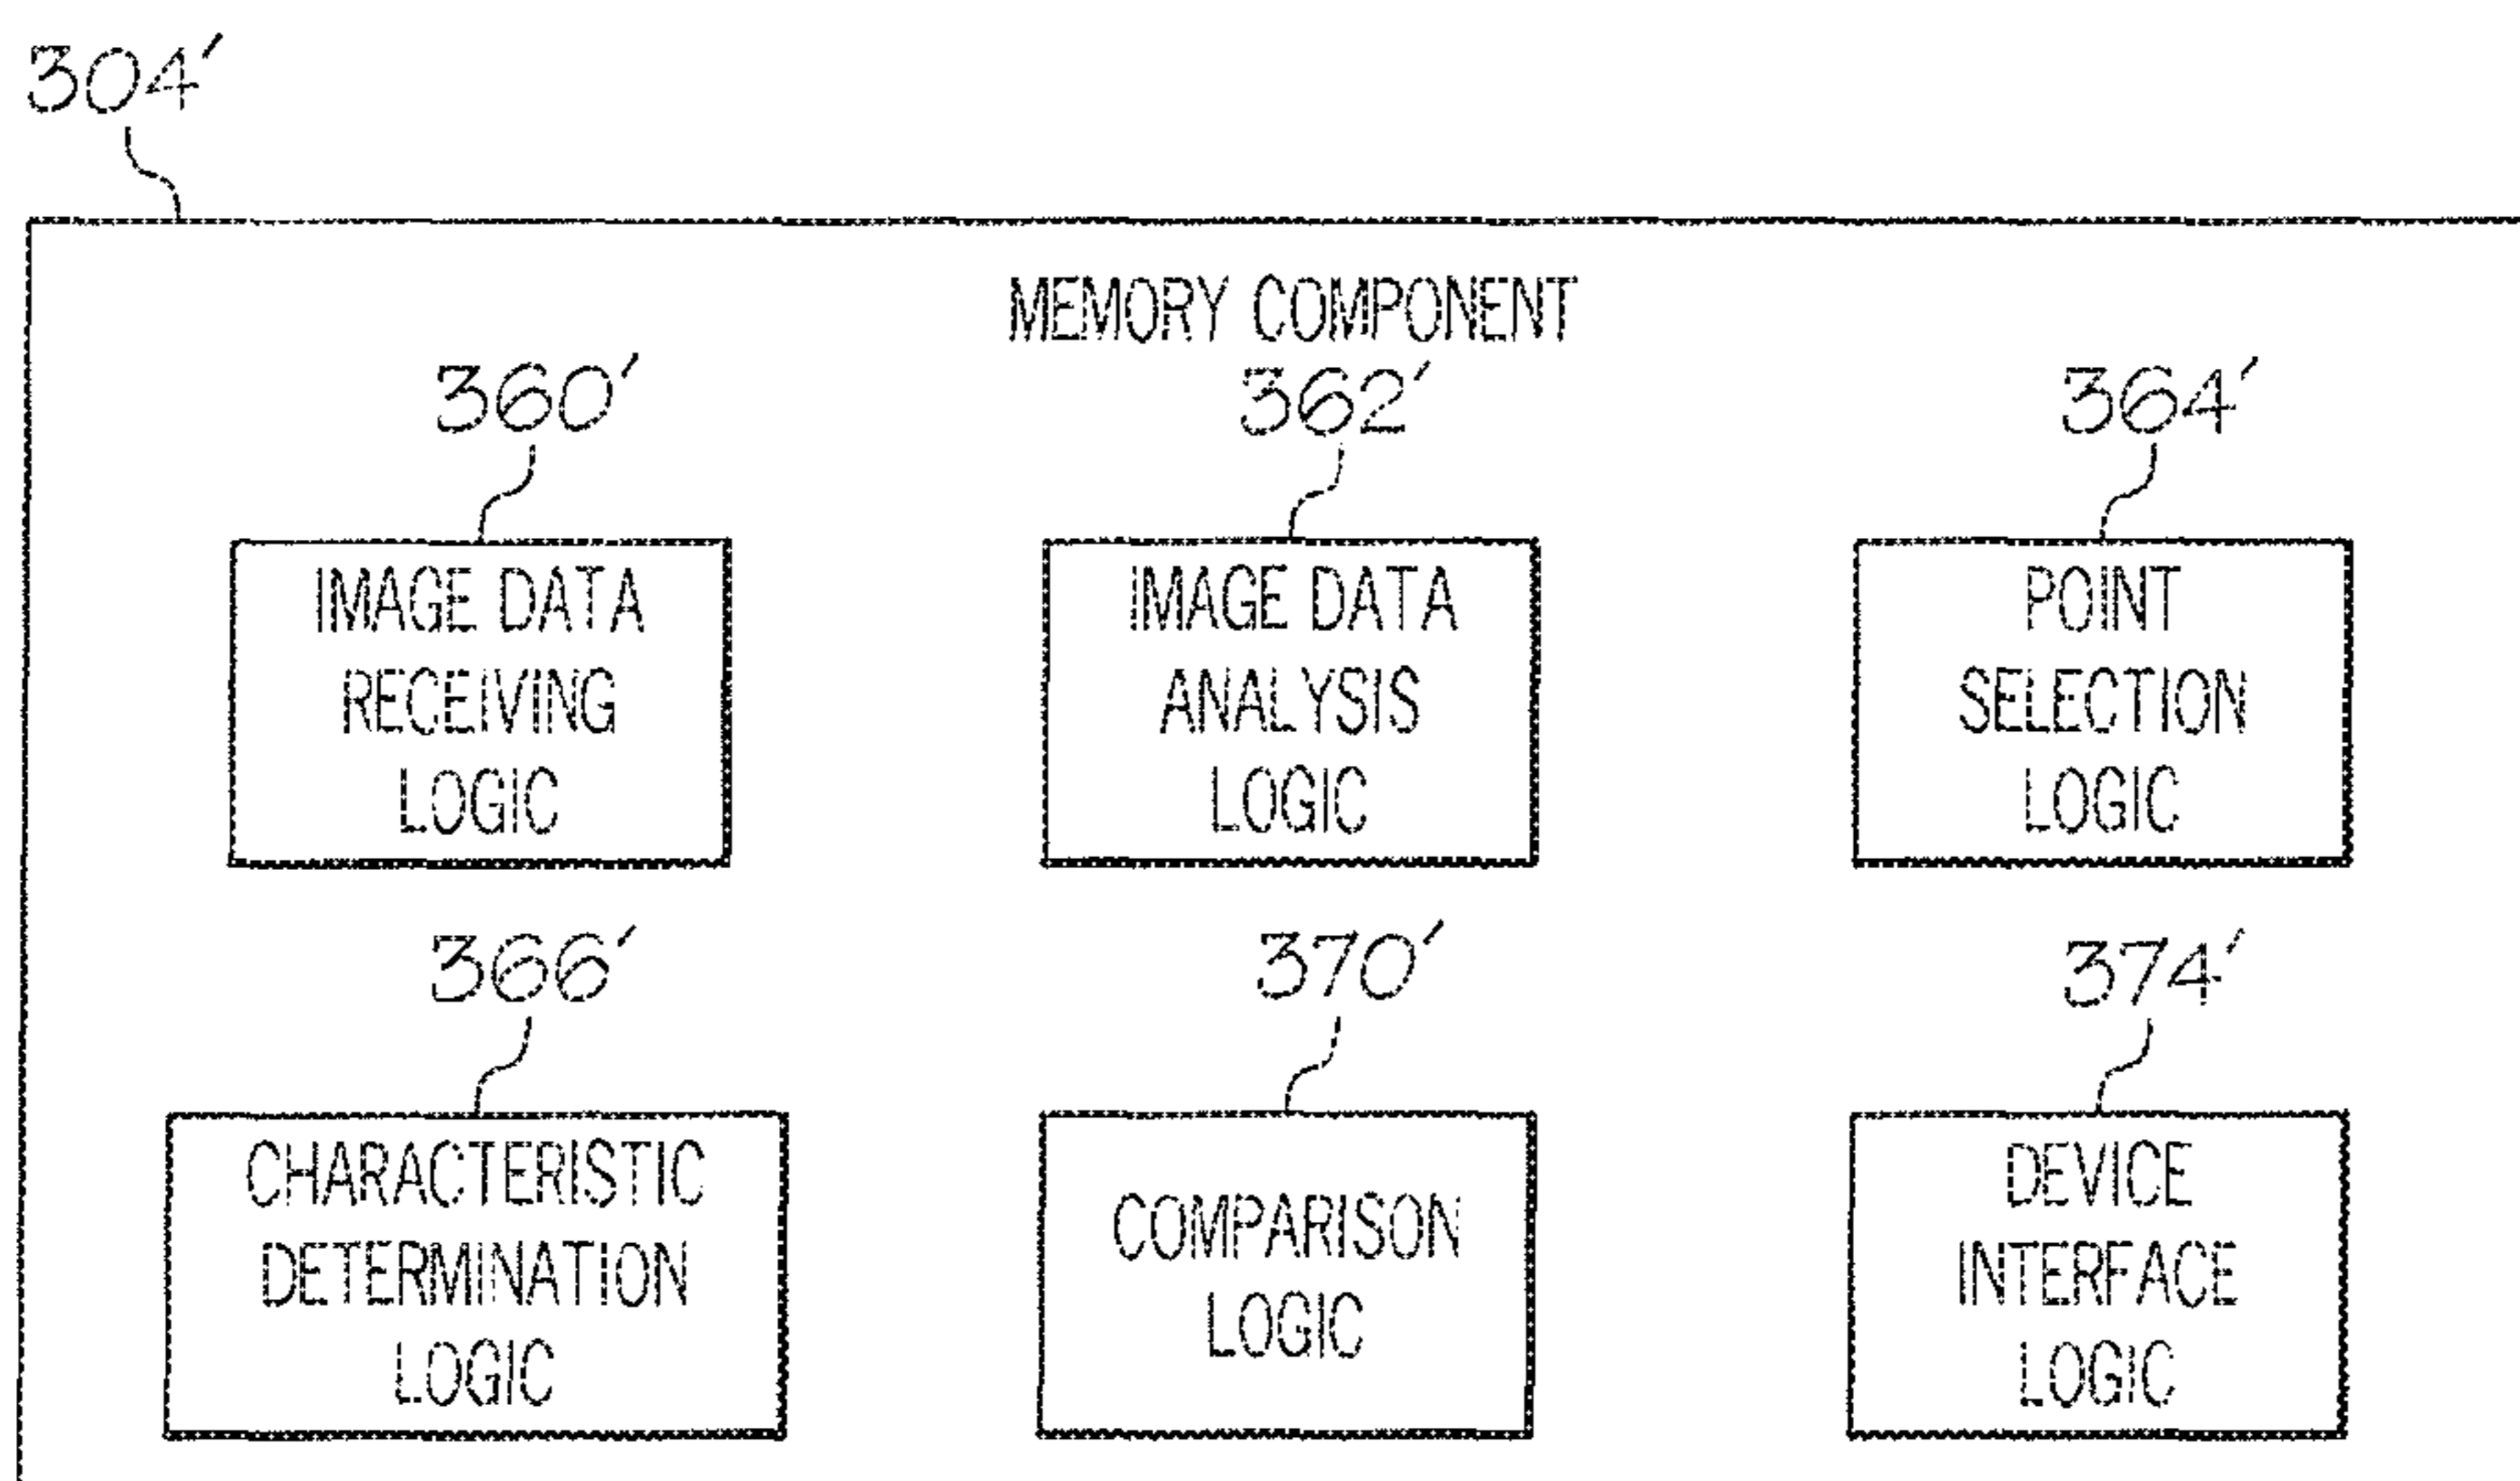 304'
MEMORY COMPONENT
360'
362'
364'
IMAGE DATA
RECEIVING
LOGIC
IMAGE DATA
ANALYSIS
LOGIC
POINT
SELECTION
LOGIC
366'
370'
374'
CHARACTERISTIC
DETERMINATION
LOGIC
COMPARISON
LOGIC
DEVICE
INTERFACE
LOGIC